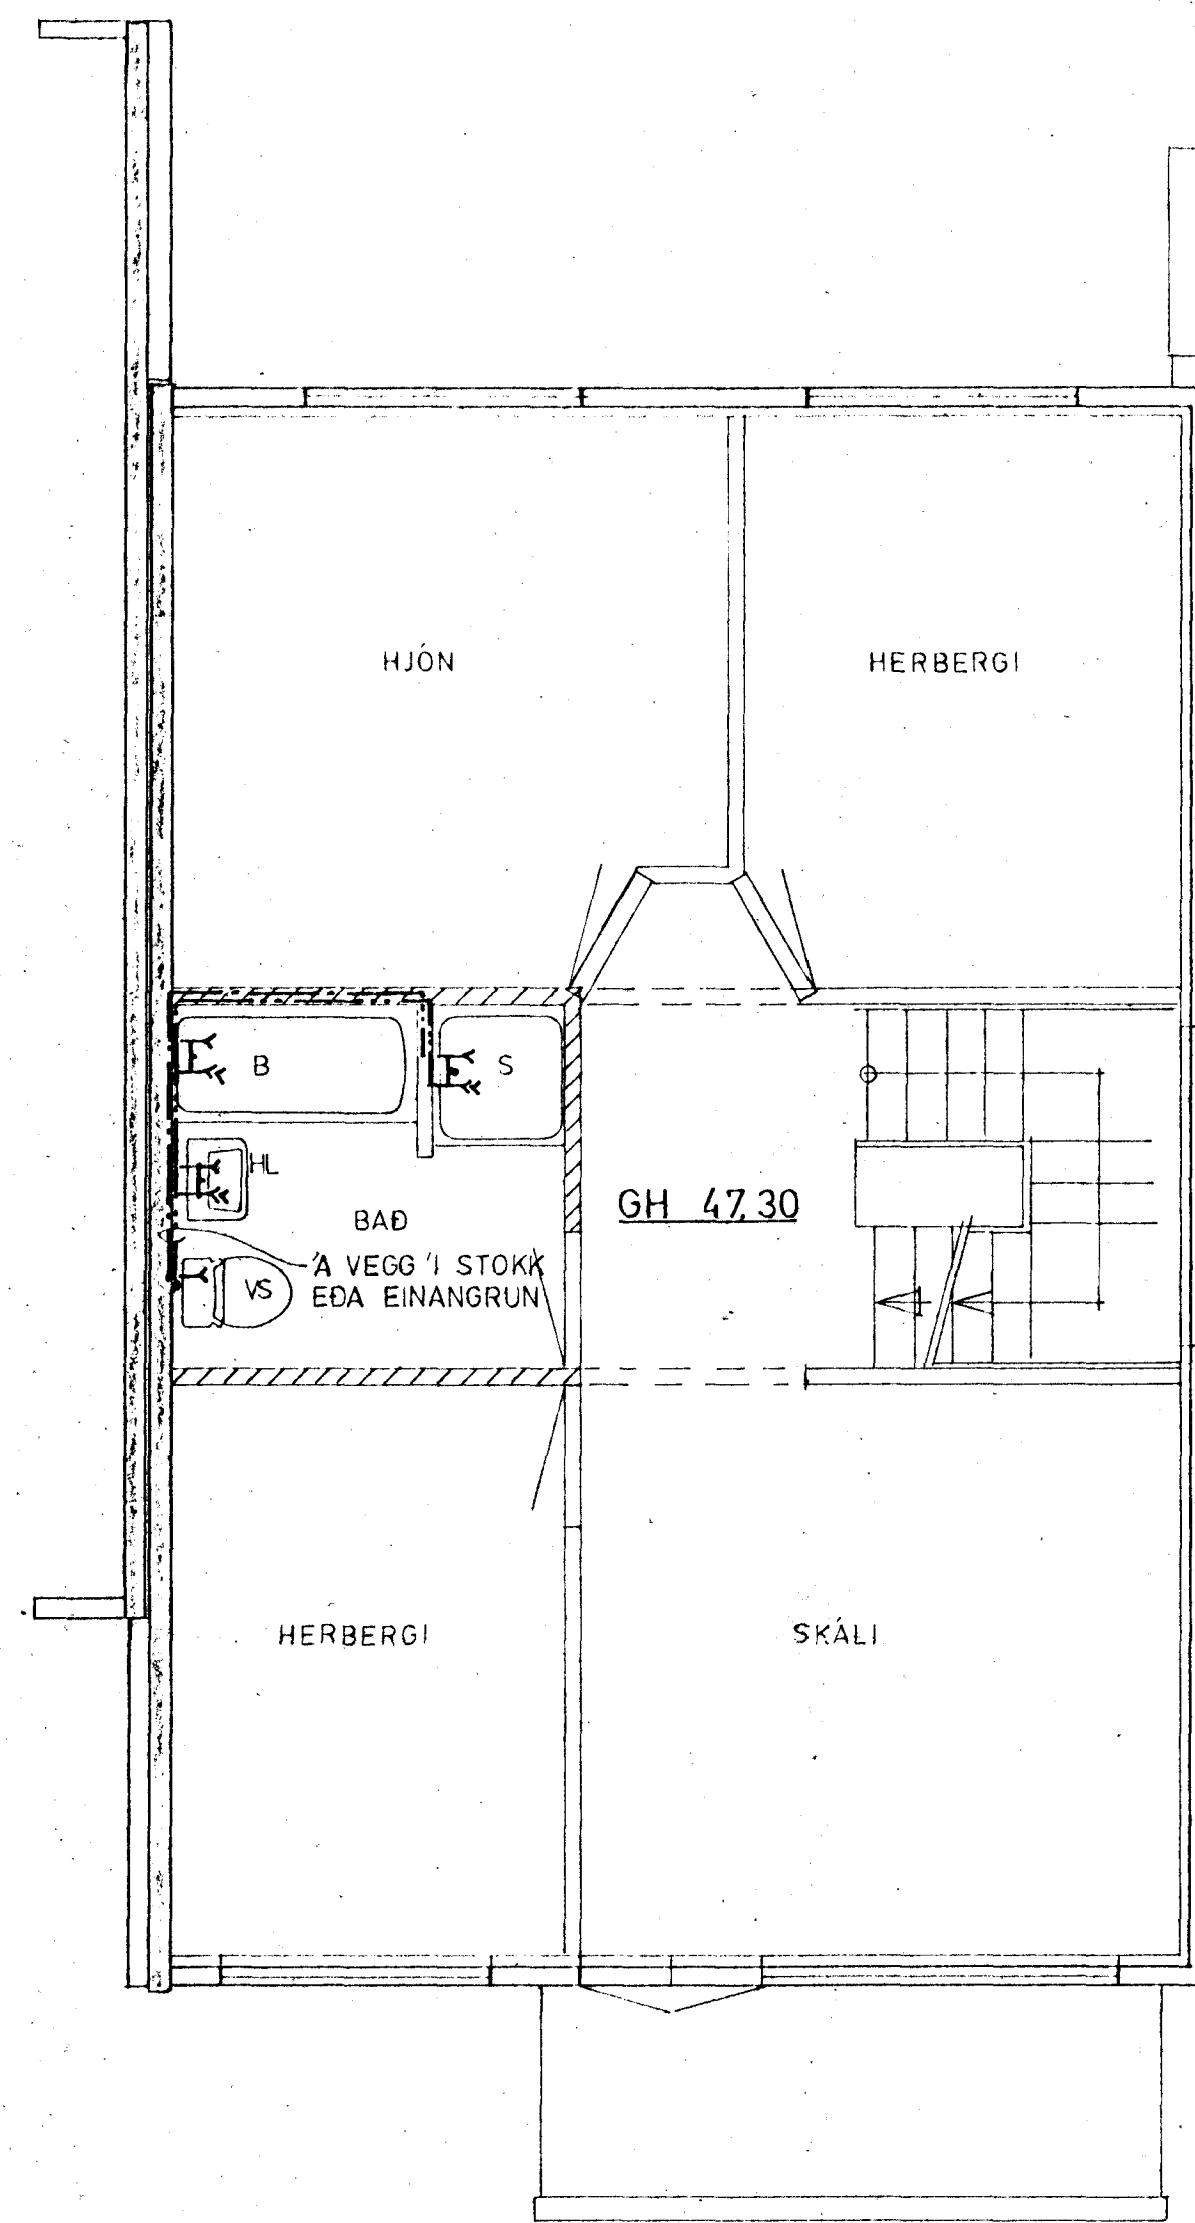 HJÓN
HERBERGI
B
S
HL
BAÐ
GH 47.30
'A VEGG 'I STOKK
EÐA EINANGRUN
VS
HERBERGI
SKÁLI